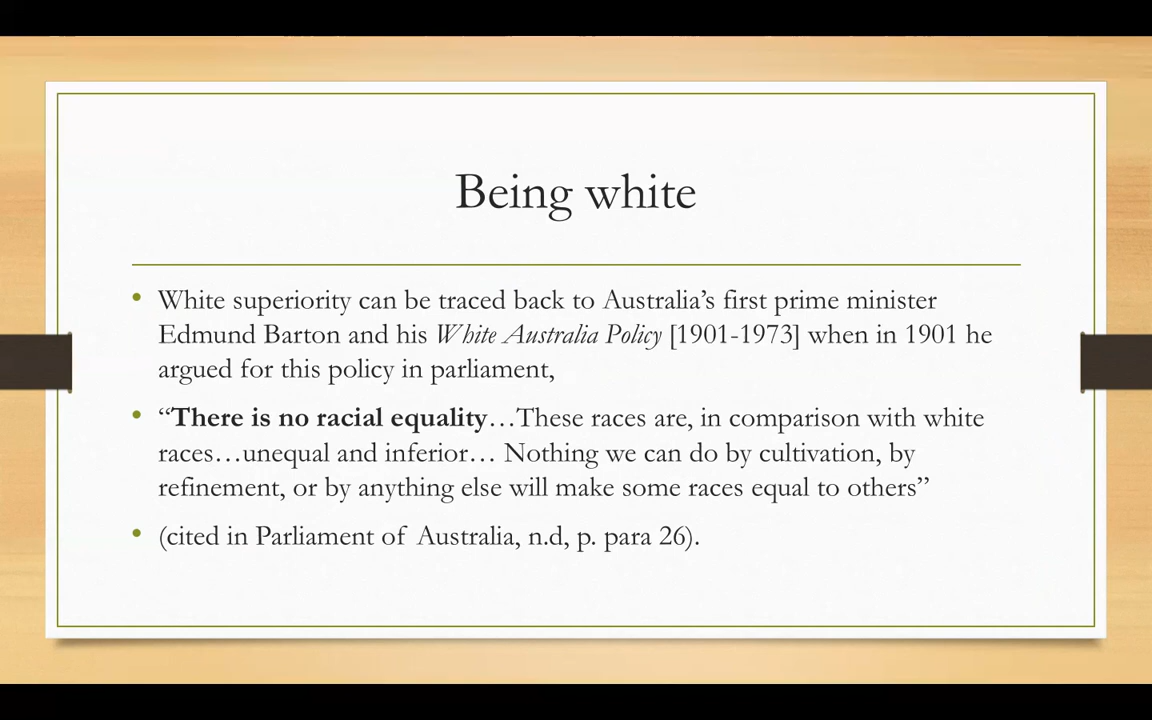 Being white
• White superiority can be traced back to Australia’s first prime minister
Edmund Barton and his White Australia Policy [1901-1973] when in 1901 he
argued for this policy in parliament,
• “There is no racial equality…These races are, in comparison with white
races…unequal and inferior… Nothing we can do by cultivation, by
refinement, or by anything else will make some races equal to others”
• (cited in Parliament of Australia, n.d, p. para 26).